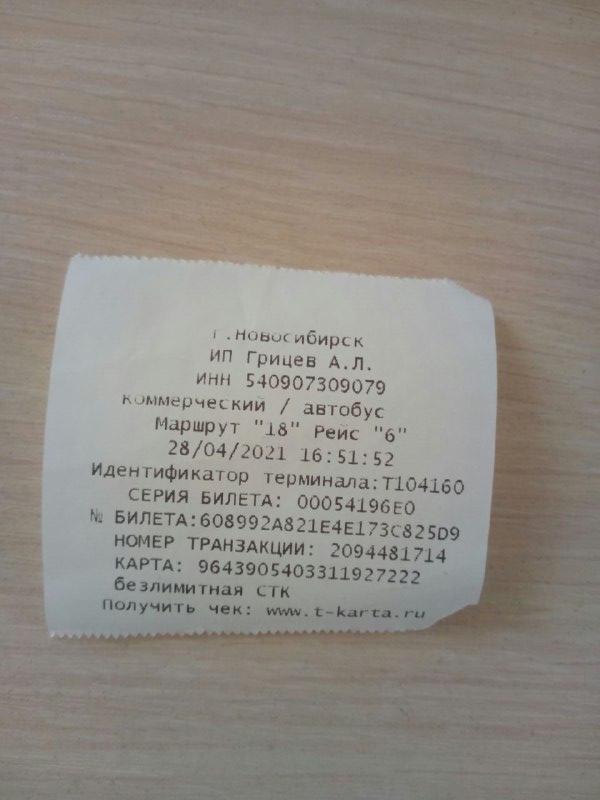 г.Новосибирск
ИП Грицев А.Л.
ИНН 540907309079
Коммерческий / автобус
Маршрут "18" Рейс "6"
28/04/2021 16:51:52
Идентификатор терминала:T104160
СЕРИЯ БИЛЕТА: 00054196E0
№ БИЛЕТА:608992A821E4E173C825D9
НОМЕР ТРАНЗАКЦИИ: 2094481714
КАРТА: 9643905403311927222
безлимитная СТК
Получить чек: www.t-karta.ru